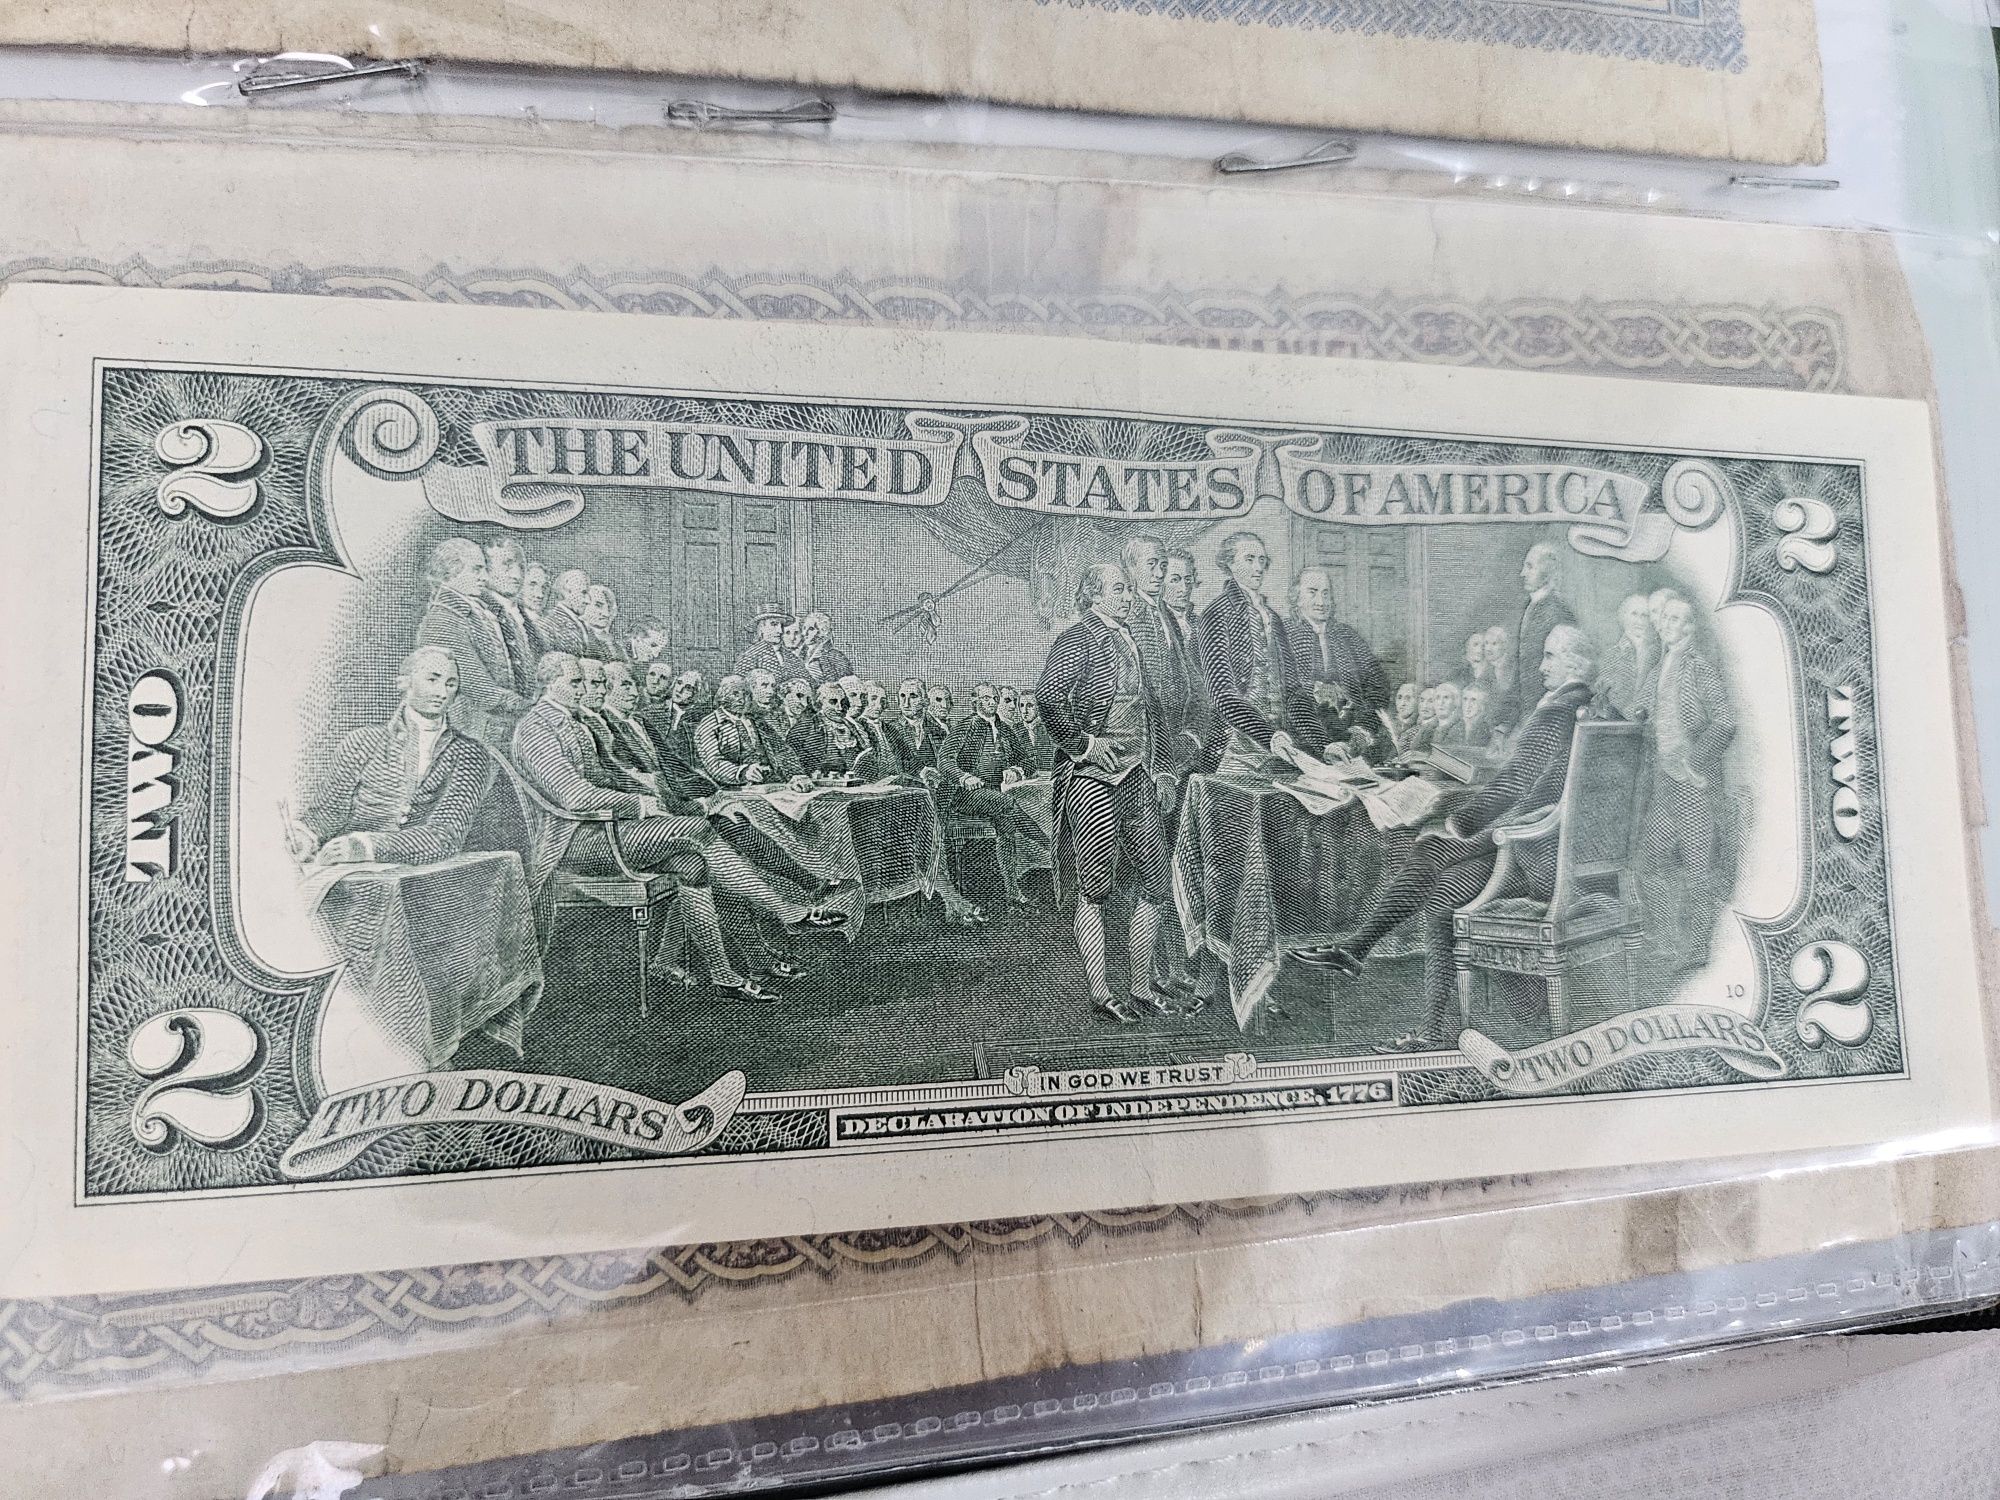 2 THE UNITED STATES OF AMERICA 2
TWO TWO
10
2 TWO DOLLARS IN GOD WE TRUST TWO DOLLARS 2
DECLARATION OF INDEPENDENCE, 1776